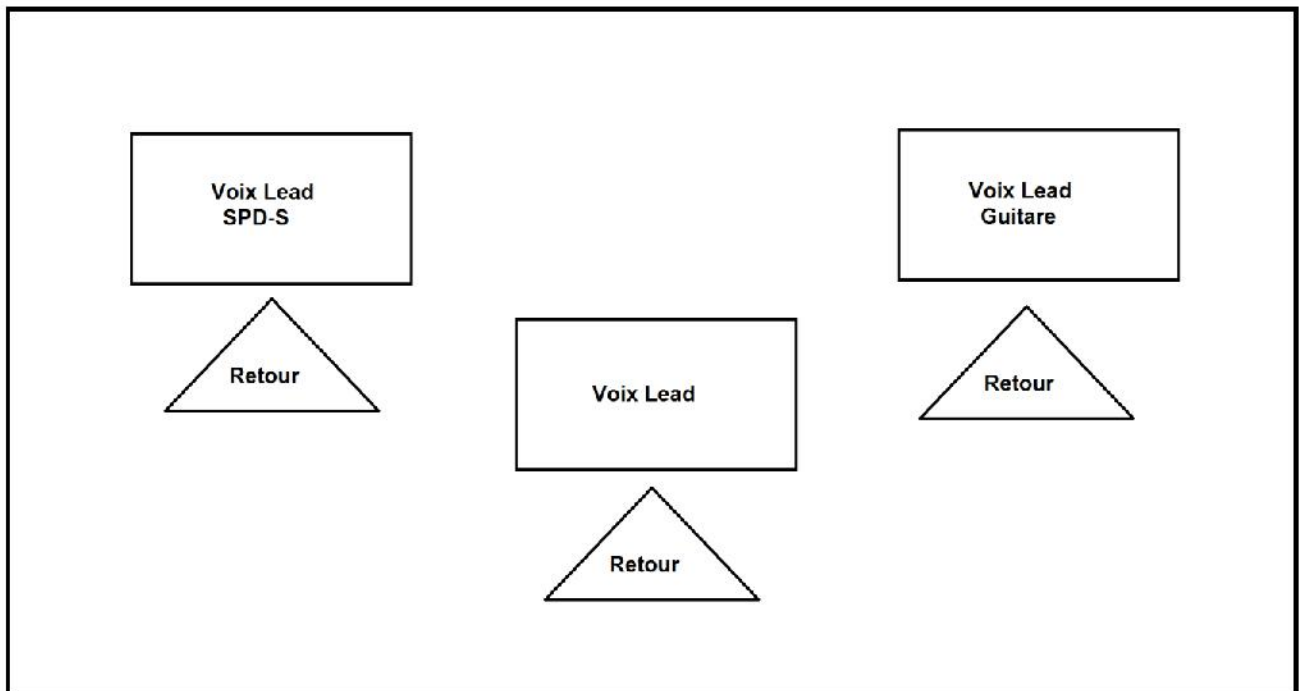 Voix Lead
SPD-S
Retour
Voix Lead
Retour
Voix Lead
Guitare
Retour